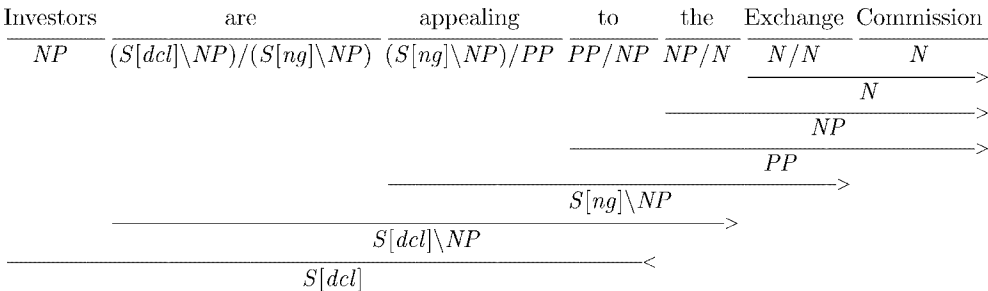 Investors are appealing to the Exchange Commission
NP (S[dcl]\NP)/(S[ng]\NP) (S[ng]\NP)/PP PP/NP NP/N N/N N
>
N
>
NP
>
PP
>
S[ng]\NP
>
S[dcl]\NP
<
S[dcl]